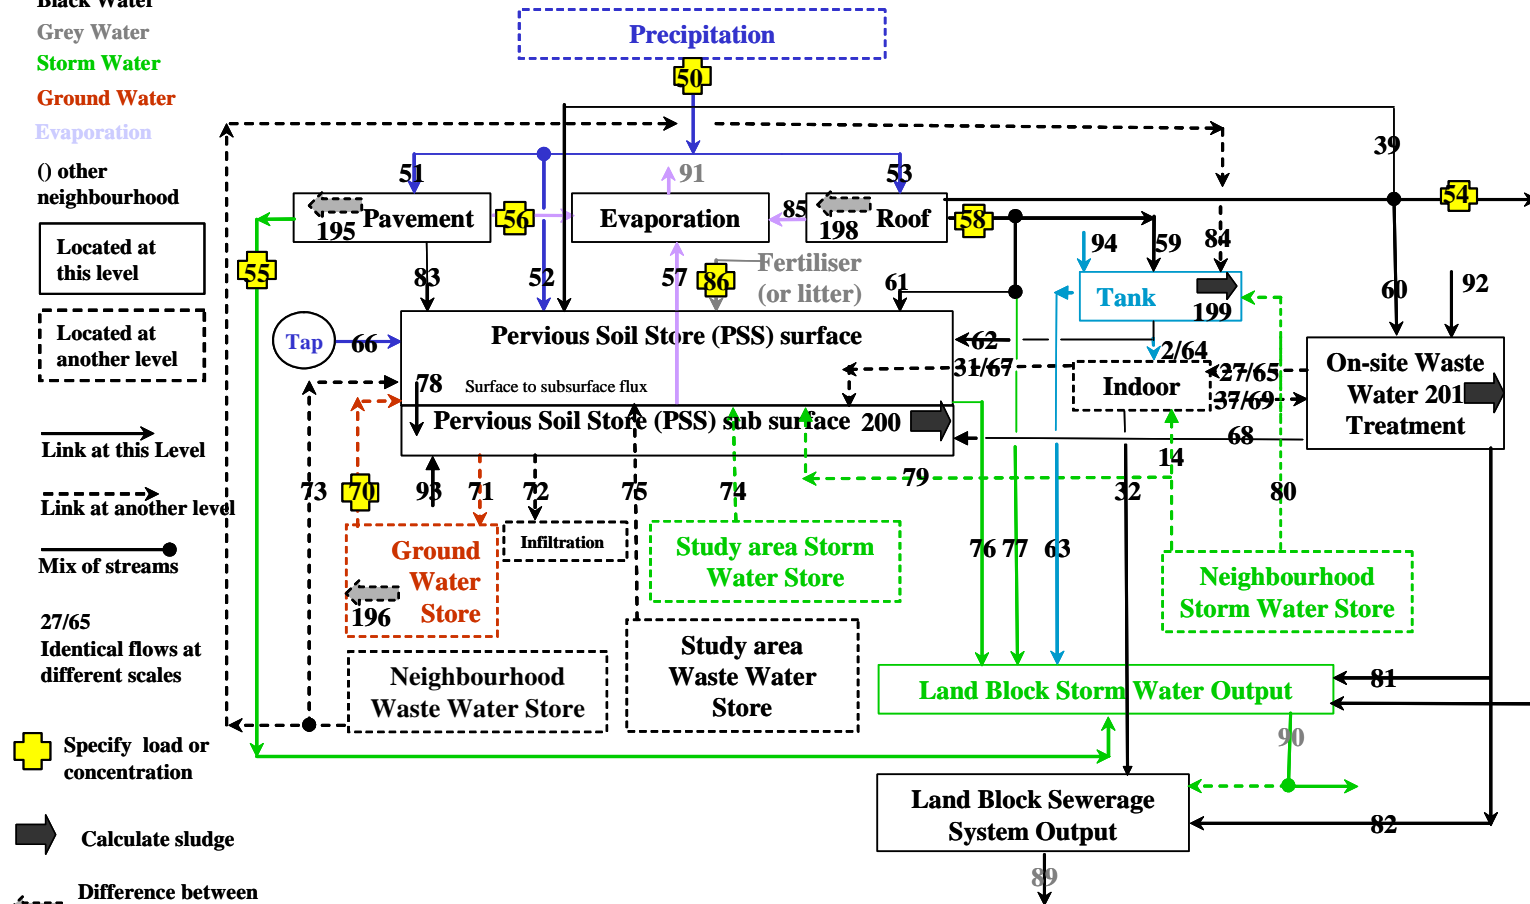 Black Water
Grey Water
Storm Water
Ground Water
Evaporation
() other
neighbourhood
Located at
this level
Located at
another level
Link at this Level
Link at another level
Mix of streams
27/65
Identical flows at
different scales
Specify load or
concentration
Calculate sludge
Difference between
Precipitation
50
39
51
91
53
54
Pavement
195
56
Evaporation
85
Roof
198
58
94
59
84
55
83
52
57
86
Fertiliser
(or litter)
61
Tank
199
60
92
Tap
66
Pervious Soil Store (PSS) surface
62
2/64
31/67
78
Surface to subsurface flux
Indoor
27/65
37/69
On-site Waste
Water 201
Treatment
Pervious Soil Store (PSS) sub surface
200
68
14
79
73
70
93
71
72
75
74
32
80
Ground
Water
Store
196
Infiltration
Study area Storm
Water Store
76
77
63
Neighbourhood
Storm Water Store
Neighbourhood
Waste Water Store
Study area
Waste Water
Store
Land Block Storm Water Output
81
90
Land Block Sewerage
System Output
82
89